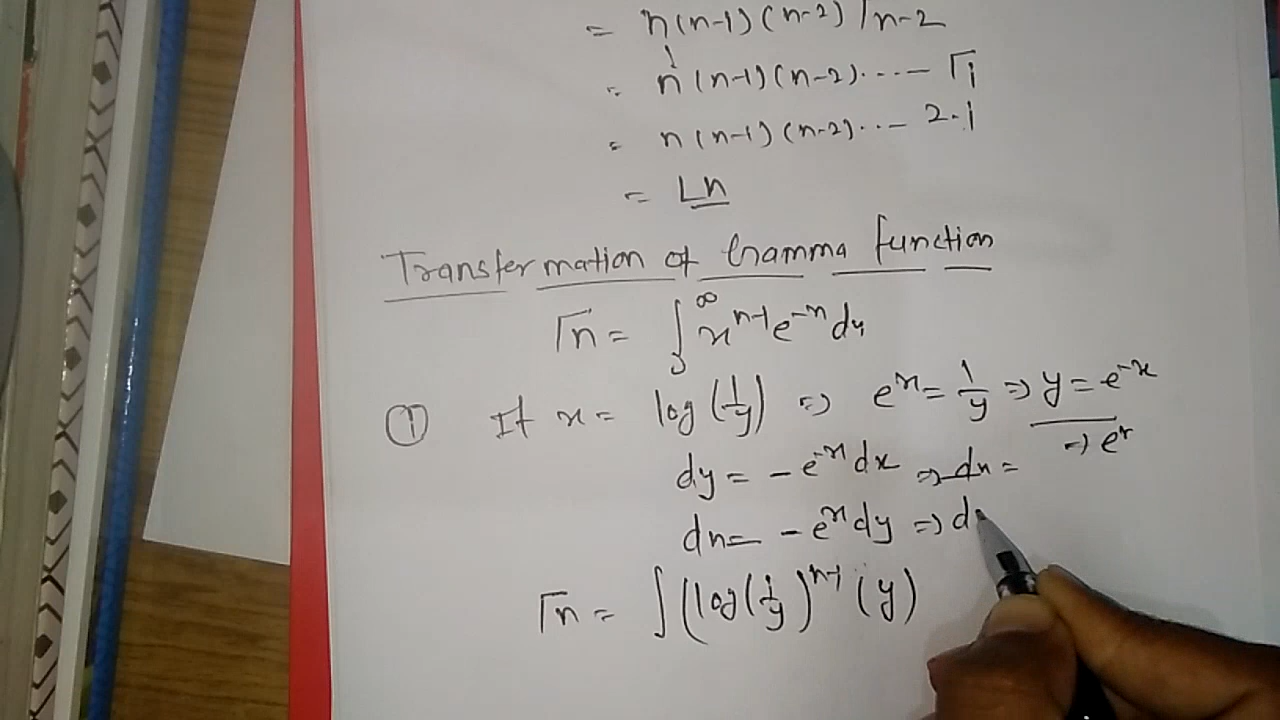 = n(n-1)(n-2) Γn-2
= n(n-1)(n-2)..... Γ1
= n(n-1)(n-2)... 2.1
= Ln
Transfermation of Gamma function
Γn = ∫₀^∞ x^{n-1} e^{-x} dx
① If x = log(1/y) => e^x = 1/y => y = e^{-x}
dy = -e^{-x} dx => dx = => e^x
dx = -e^x dy => d
Γn = ∫ (log(1/y))^{n-1} (y)